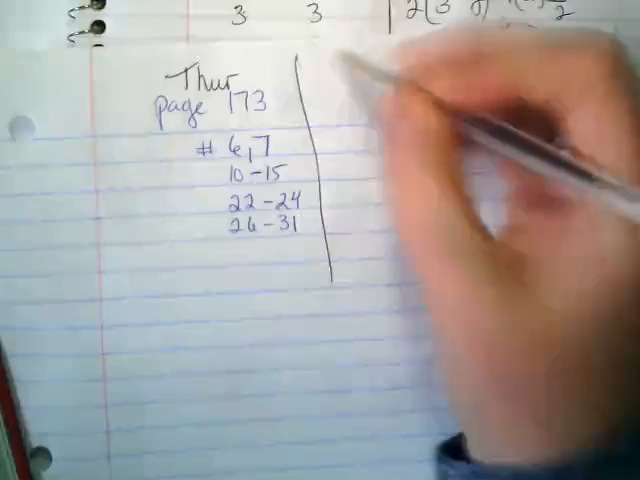 3 3
Thur
page 173
# 6, 7
10 - 15
22 - 24
26 - 31